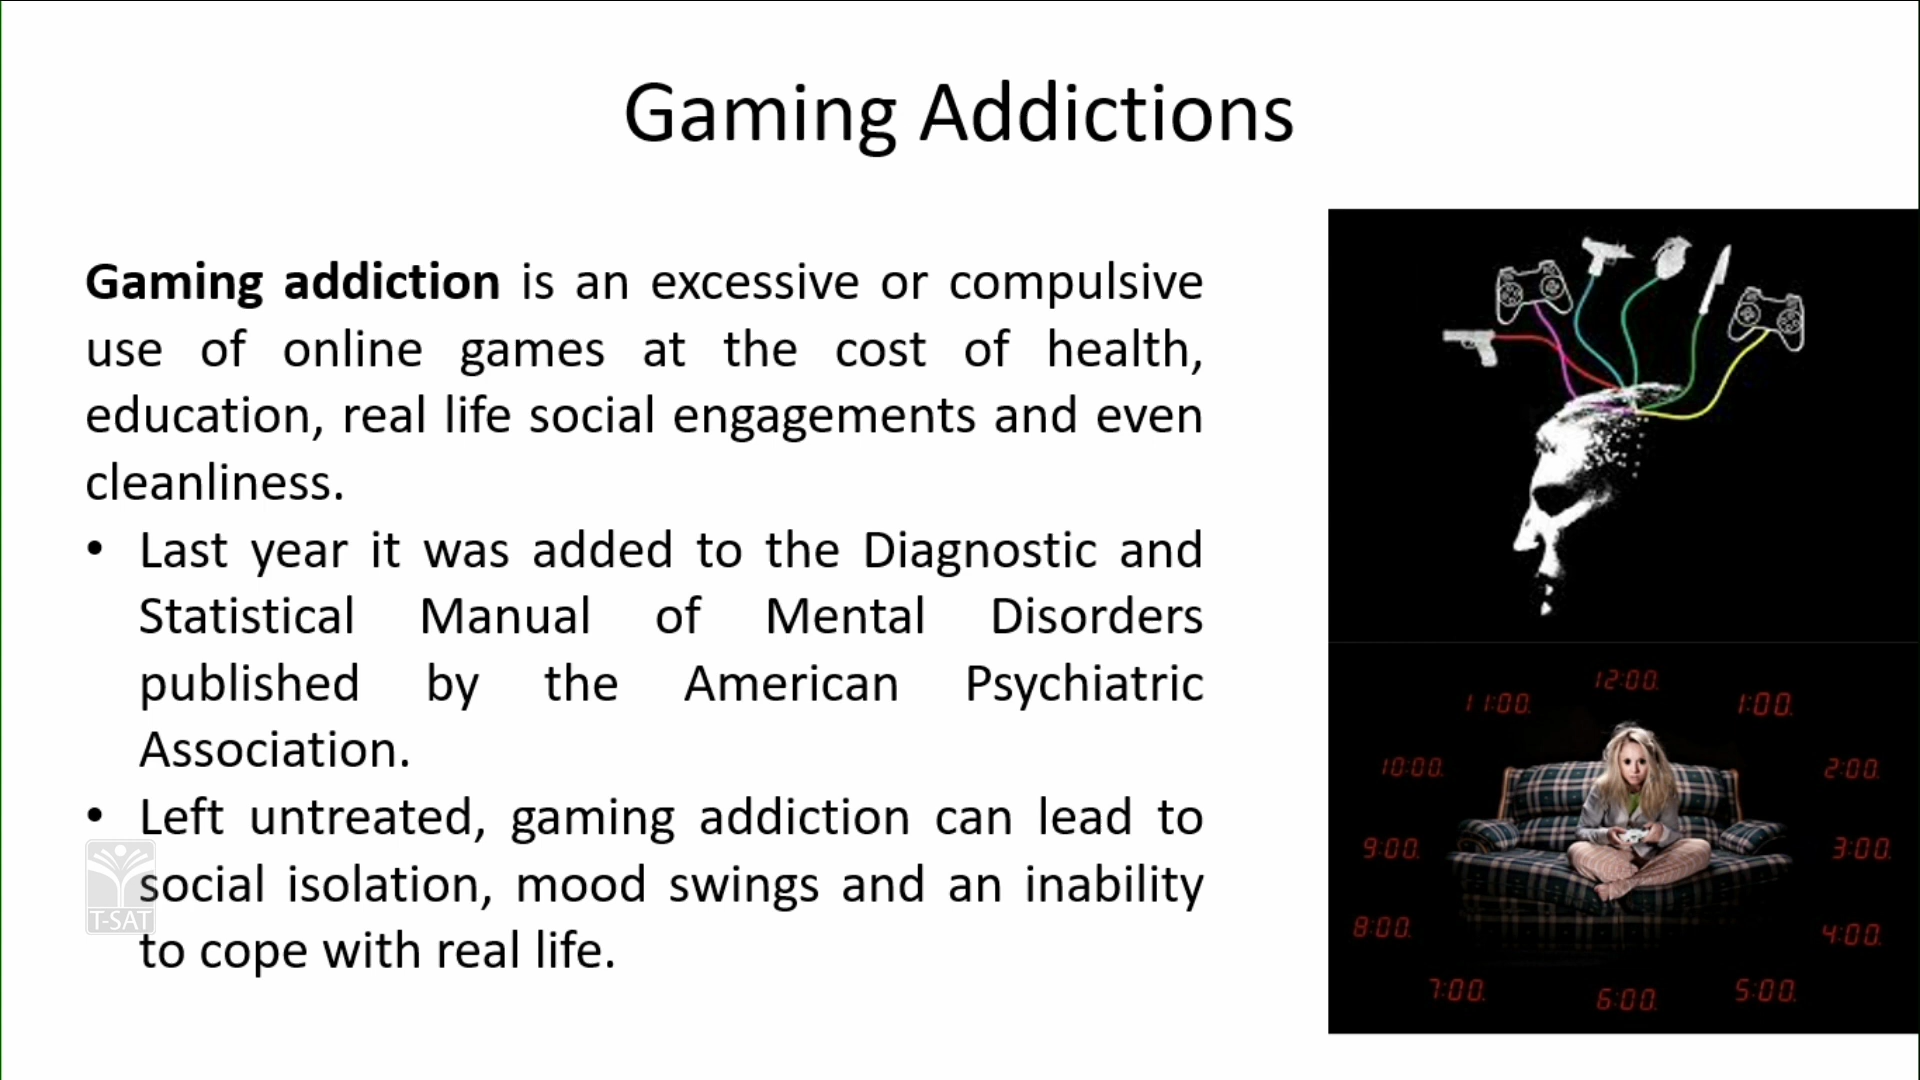 Gaming Addictions
Gaming addiction is an excessive or compulsive
use of online games at the cost of health,
education, real life social engagements and even
cleanliness.
• Last year it was added to the Diagnostic and
Statistical Manual of Mental Disorders
published by the American Psychiatric
Association.
• Left untreated, gaming addiction can lead to
social isolation, mood swings and an inability
to cope with real life.
T-SAT
12:00.
11:00.
1:00.
10:00.
2:00.
9:00.
3:00.
8:00.
4:00.
7:00.
6:00.
5:00.